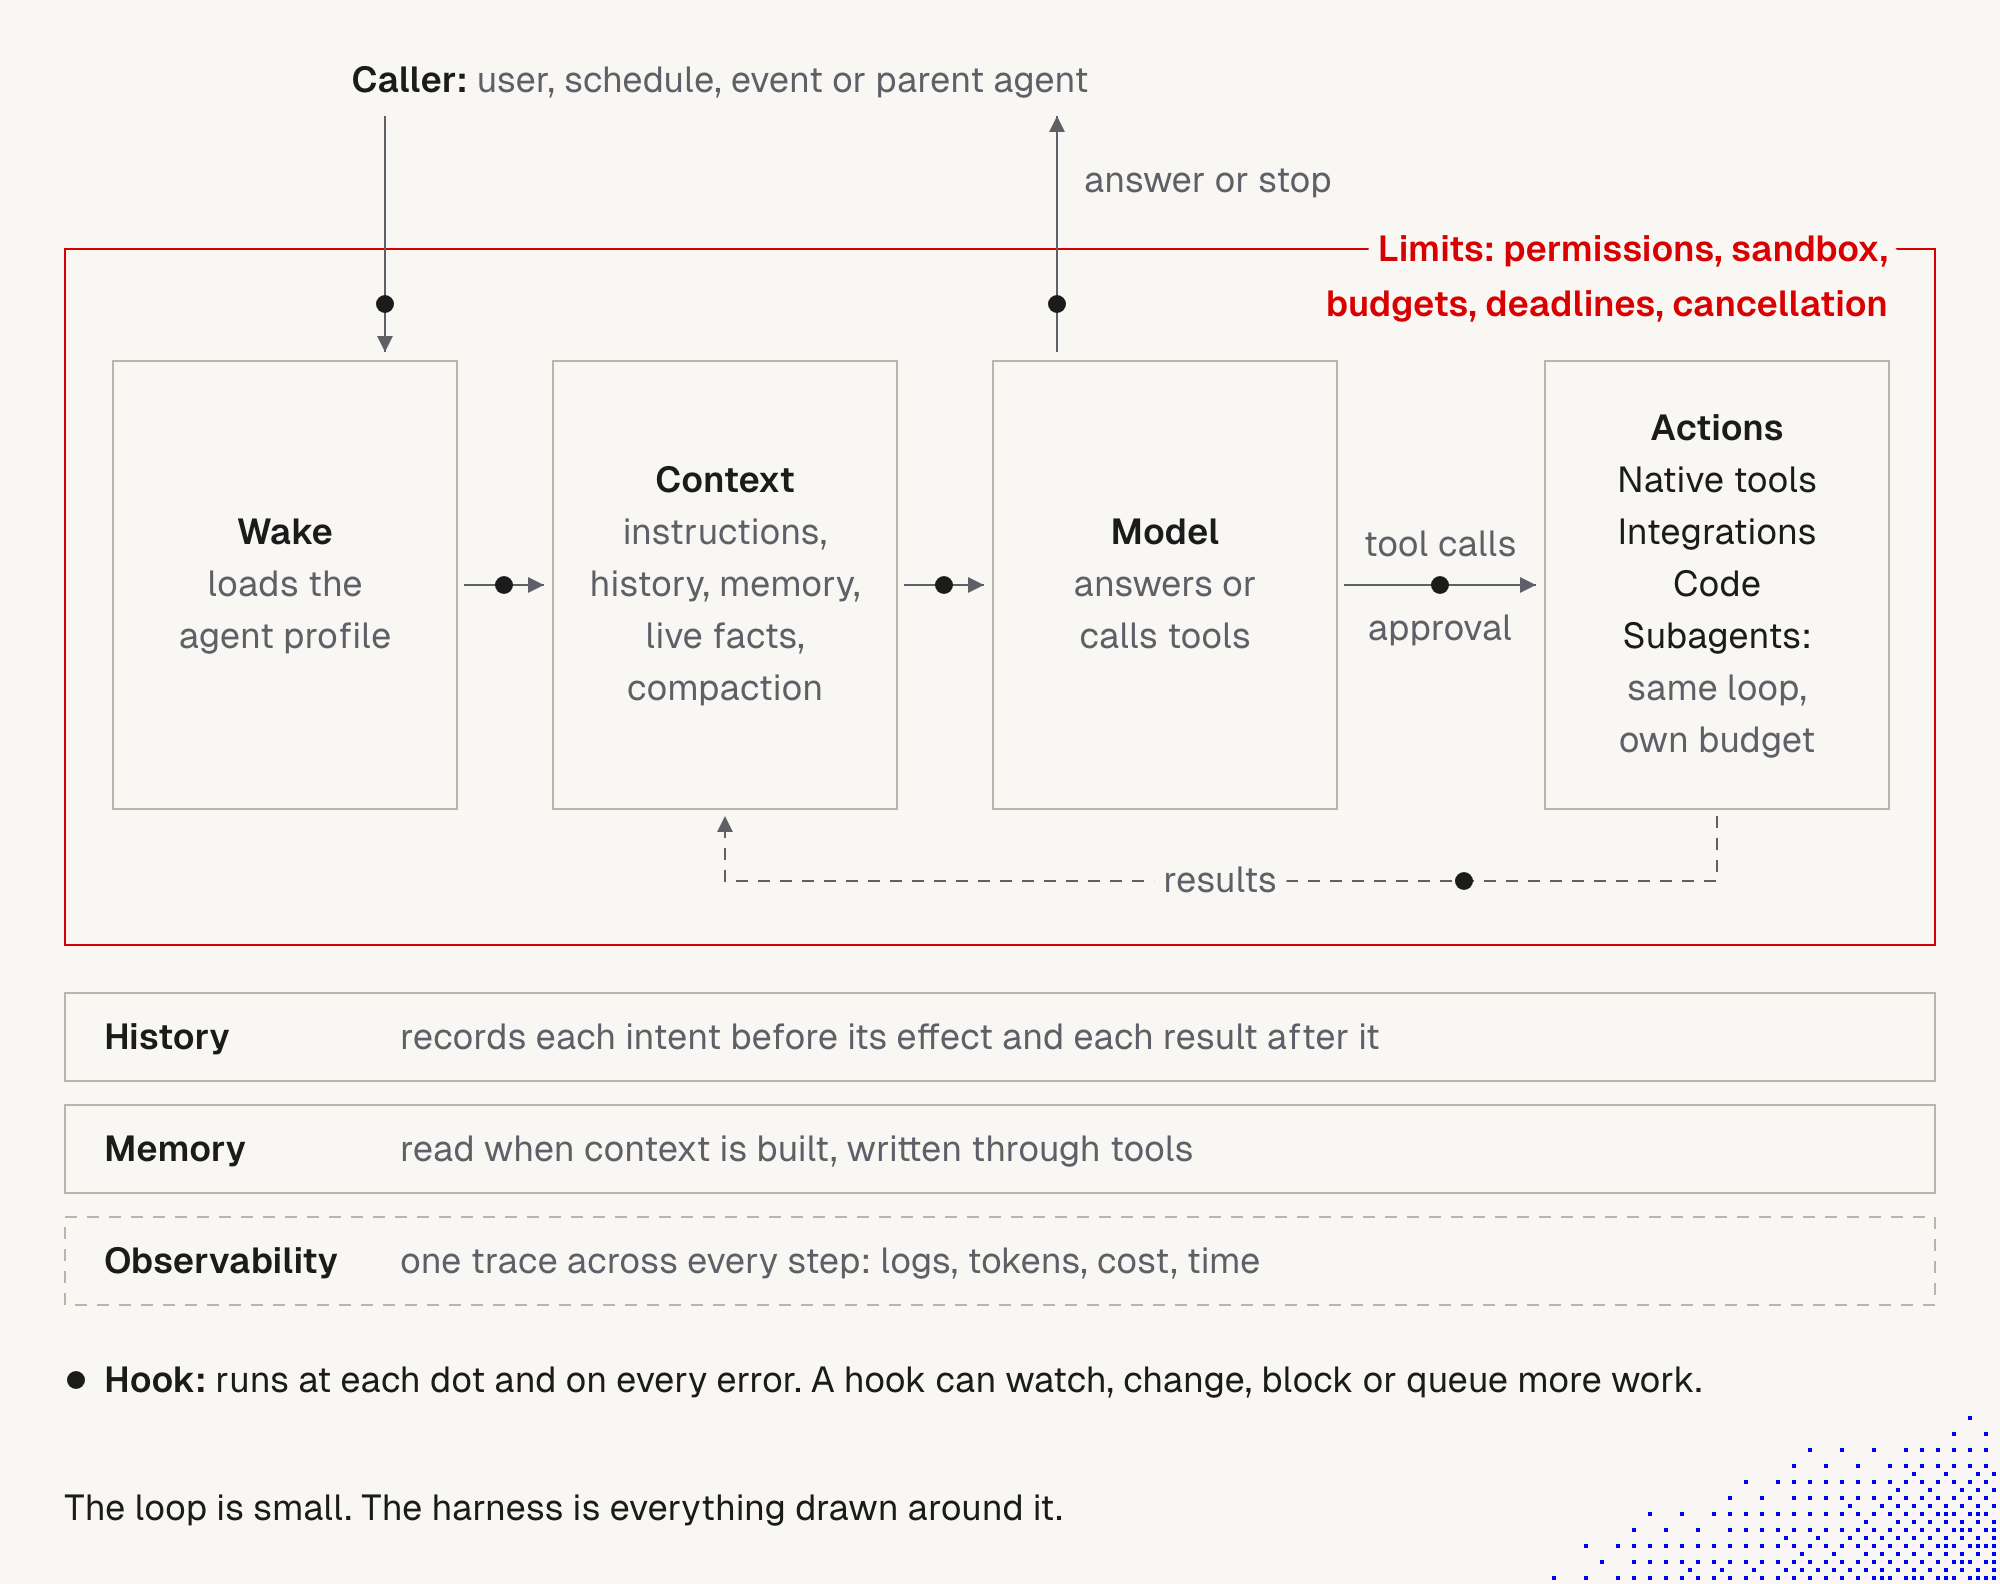 Caller: user, schedule, event or parent agent
answer or stop
Limits: permissions, sandbox,
budgets, deadlines, cancellation
Wake
loads the
agent profile
Context
instructions,
history, memory,
live facts,
compaction
Model
answers or
calls tools
tool calls
approval
Actions
Native tools
Integrations
Code
Subagents:
same loop,
own budget
results
History records each intent before its effect and each result after it
Memory read when context is built, written through tools
Observability one trace across every step: logs, tokens, cost, time
Hook: runs at each dot and on every error. A hook can watch, change, block or queue more work.
The loop is small. The harness is everything drawn around it.